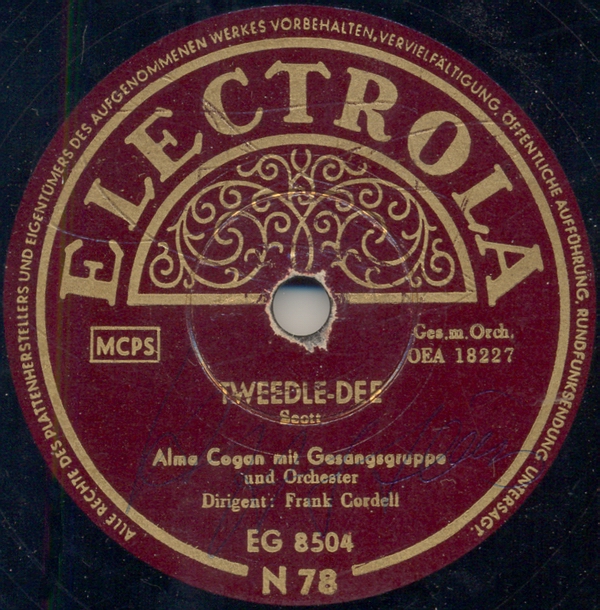 ALLE RECHTE DES PLATTENHERSTELLERS UND EIGENTÜMERS DES AUFGENOMMENEN WERKES VORBEHALTEN, VERVIELFÄLTIGUNG, ÖFFENTLICHE AUFFÜHRUNG, RUNDFUNKSENDUNG UNTERSAGT.
ELECTROLA
MCPS
Ges.m.Orch.
OEA 18227
TWEEDLE-DEE
Scott
Alma Cogan mit Gesangsgruppe
und Orchester
Dirigent: Frank Cordell
EG 8504
N 78